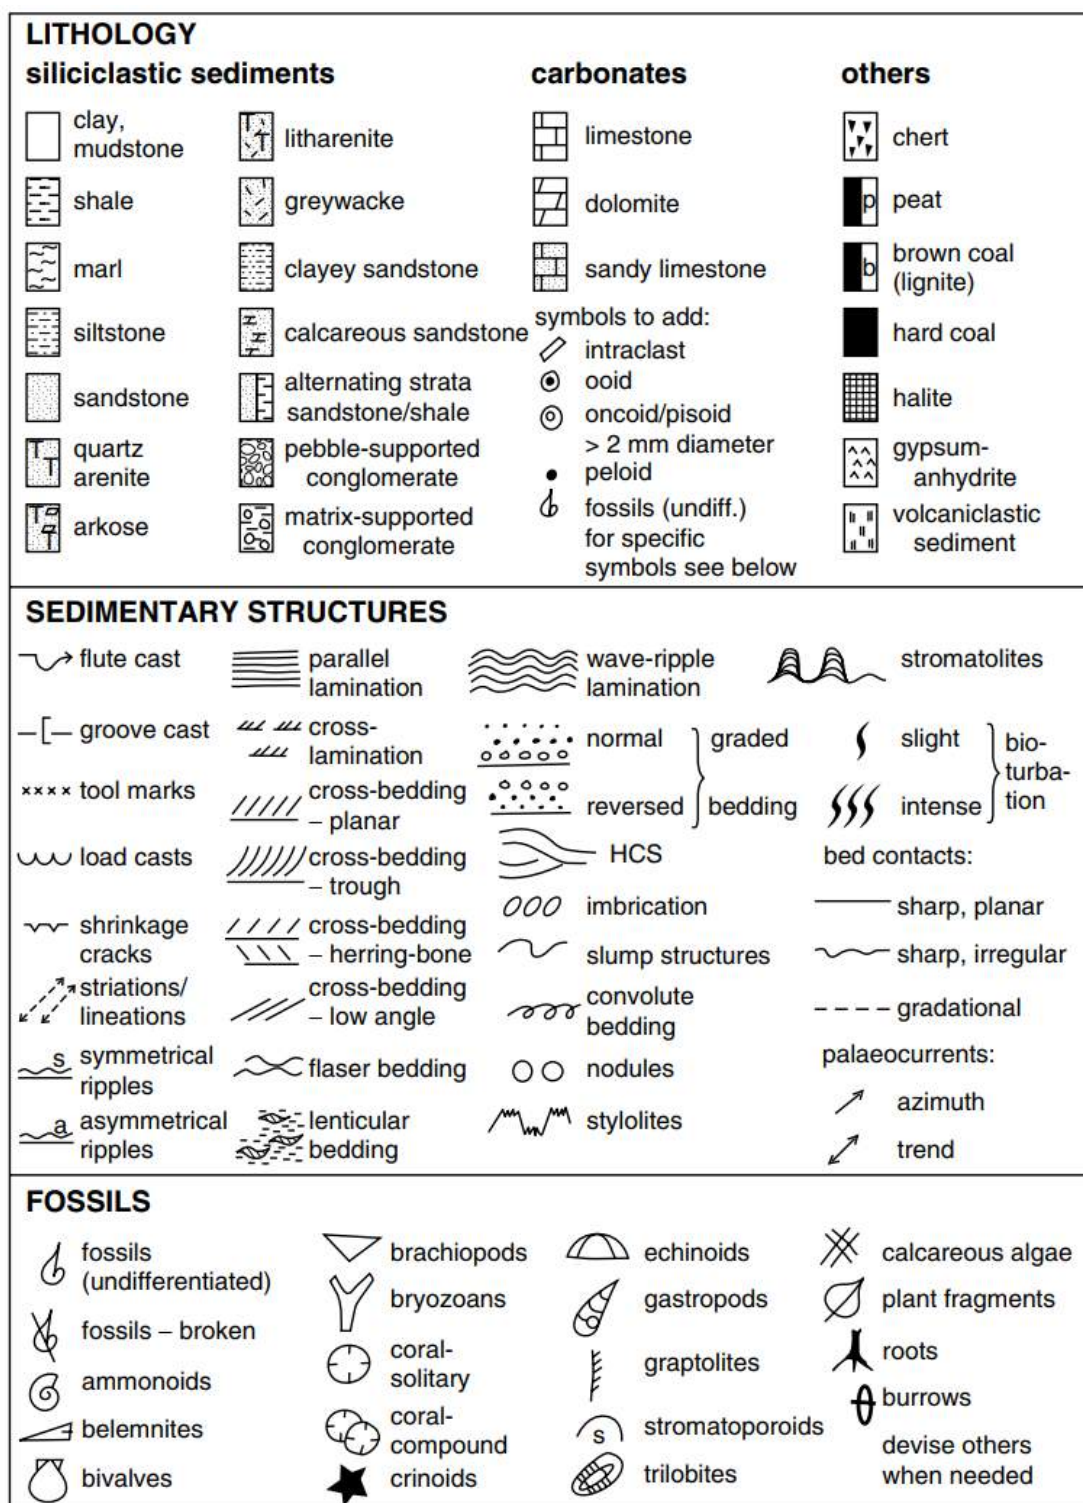 LITHOLOGY
siliciclastic sediments
clay,
mudstone
shale
marl
siltstone
sandstone
quartz
arenite
arkose
litharenite
greywacke
clayey sandstone
calcareous sandstone
alternating strata
sandstone/shale
pebble-supported
conglomerate
matrix-supported
conglomerate
carbonates
limestone
dolomite
sandy limestone
symbols to add:
intraclast
ooid
oncoid/pisoid
> 2 mm diameter
peloid
fossils (undiff.)
for specific
symbols see below
others
chert
p peat
b brown coal
(lignite)
hard coal
halite
gypsum-
anhydrite
volcaniclastic
sediment
SEDIMENTARY STRUCTURES
flute cast
groove cast
tool marks
load casts
shrinkage
cracks
striations/
lineations
s symmetrical
ripples
a asymmetrical
ripples
parallel
lamination
cross-
lamination
cross-bedding
– planar
cross-bedding
– trough
cross-bedding
– herring-bone
cross-bedding
– low angle
flaser bedding
lenticular
bedding
wave-ripple
lamination
normal graded
reversed bedding
HCS
imbrication
slump structures
convolute
bedding
nodules
stylolites
stromatolites
slight
intense
bio-
turba-
tion
bed contacts:
sharp, planar
sharp, irregular
gradational
palaeocurrents:
azimuth
trend
FOSSILS
fossils
(undifferentiated)
fossils – broken
ammonoids
belemnites
bivalves
brachiopods
bryozoans
coral-
solitary
coral-
compound
crinoids
echinoids
gastropods
graptolites
s stromatoporoids
trilobites
calcareous algae
plant fragments
roots
burrows
devise others
when needed